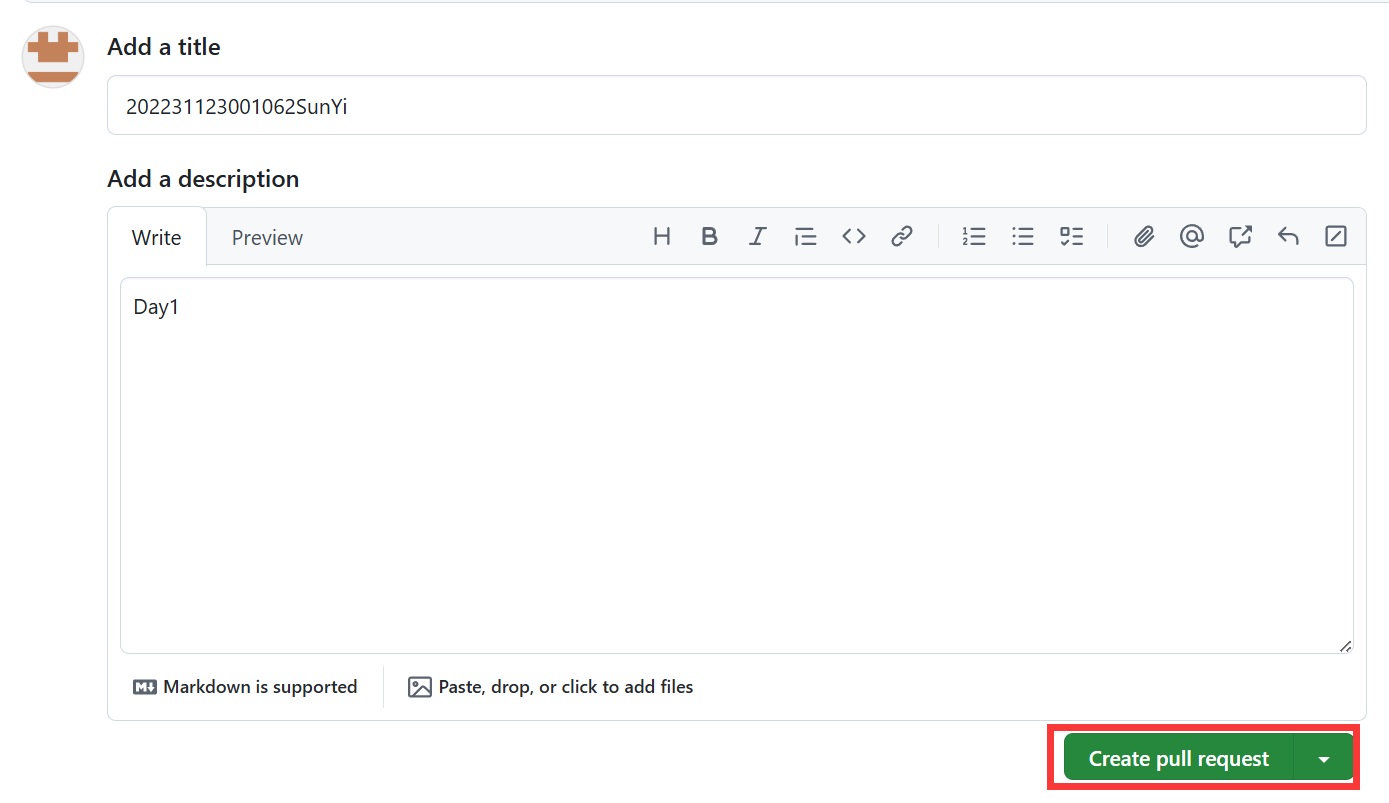 Add a title
202231123001062SunYi
Add a description
Write Preview
Day1
Markdown is supported
Paste, drop, or click to add files
Create pull request